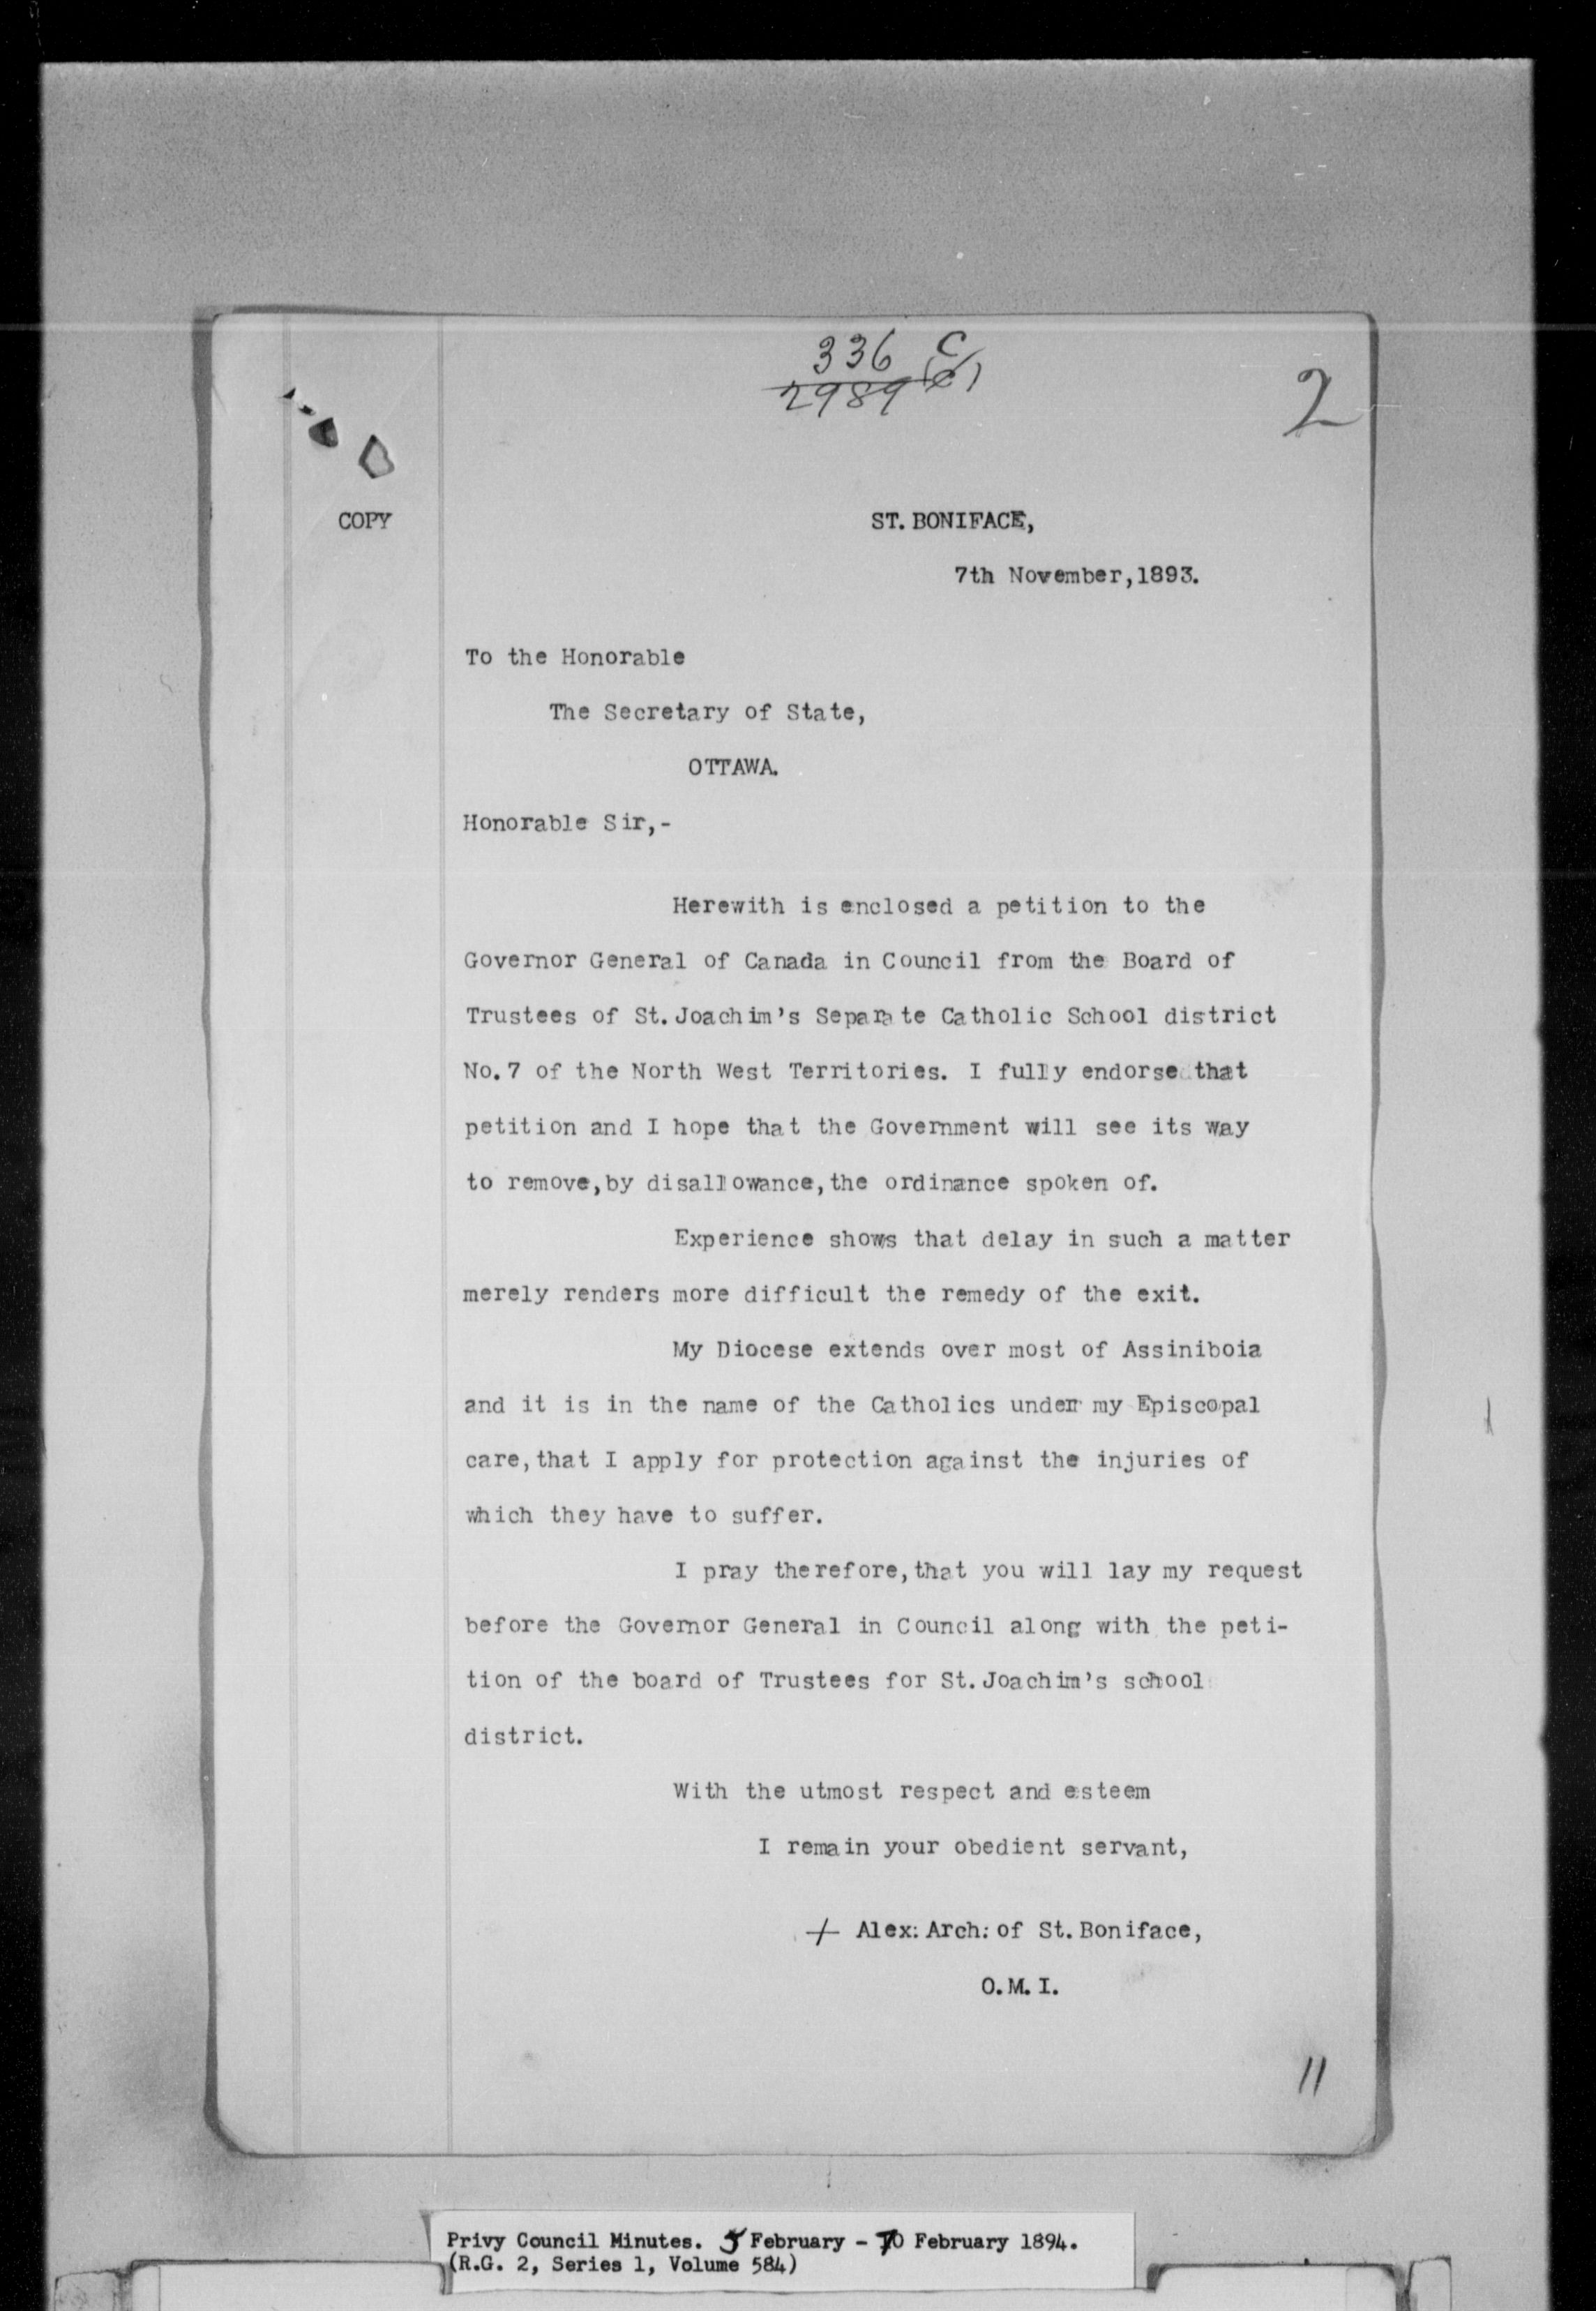 336 C
2989
2
COPY
ST. BONIFACE,
7th November, 1893.
To the Honorable
The Secretary of State,
OTTAWA.
Honorable Sir,-
Herewith is enclosed a petition to the
Governor General of Canada in Council from the Board of
Trustees of St. Joachim's Separate Catholic School district
No. 7 of the North West Territories. I fully endorse that
petition and I hope that the Government will see its way
to remove, by disallowance, the ordinance spoken of.
Experience shows that delay in such a matter
merely renders more difficult the remedy of the exit.
My Diocese extends over most of Assiniboia
and it is in the name of the Catholics under my Episcopal
care, that I apply for protection against the injuries of
which they have to suffer.
I pray therefore, that you will lay my request
before the Governor General in Council along with the peti-
tion of the board of Trustees for St. Joachim's school
district.
With the utmost respect and esteem
I remain your obedient servant,
+ Alex: Arch: of St. Boniface,
O. M. I.
11
Privy Council Minutes. 5 February - 10 February 1894.
(R.G. 2, Series 1, Volume 584)